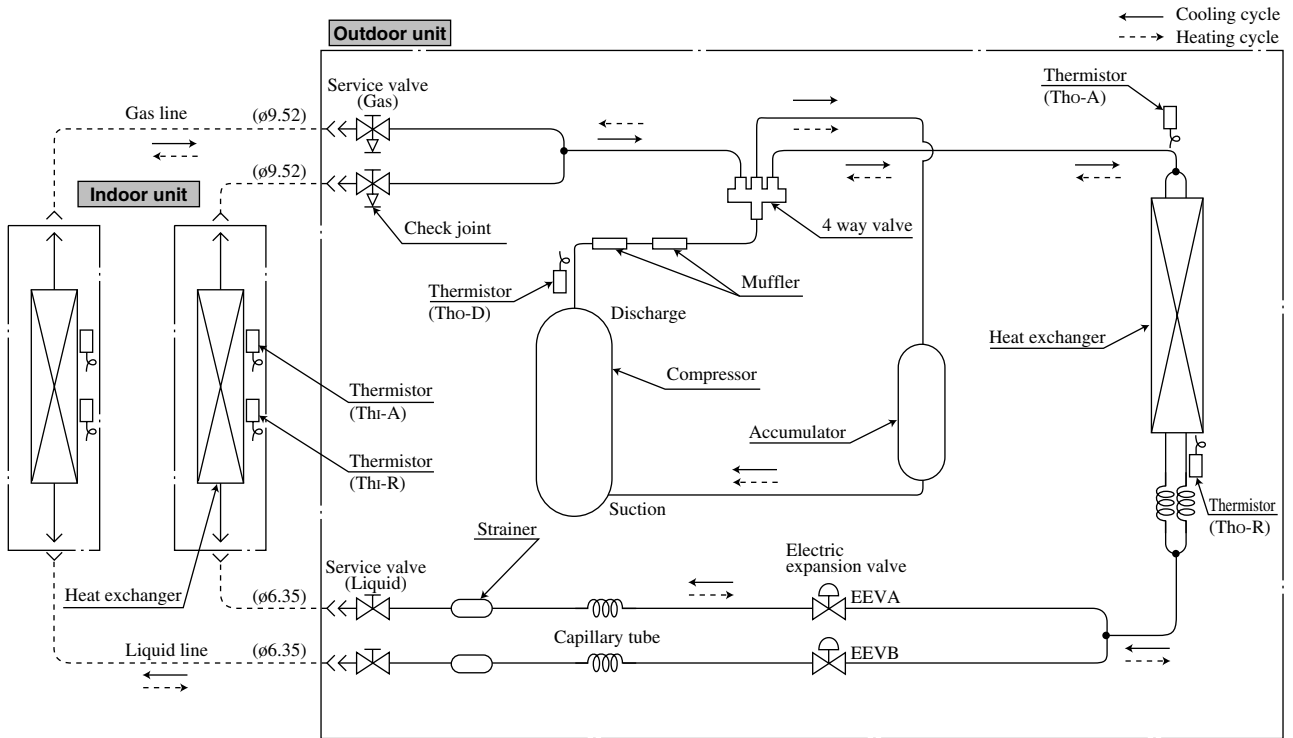 Outdoor unit
Cooling cycle
Heating cycle
Service valve
(Gas)
Thermistor
(ThO-A)
Gas line
(ø9.52)
(ø9.52)
Indoor unit
Check joint
4 way valve
Thermistor
(ThO-D)
Muffler
Discharge
Heat exchanger
Compressor
Thermistor
(ThI-A)
Accumulator
Thermistor
(ThI-R)
Suction
Thermistor
(ThO-R)
Strainer
Service valve
(Liquid)
Electric
expansion valve
Heat exchanger
(ø6.35)
EEVA
Liquid line
(ø6.35)
Capillary tube
EEVB